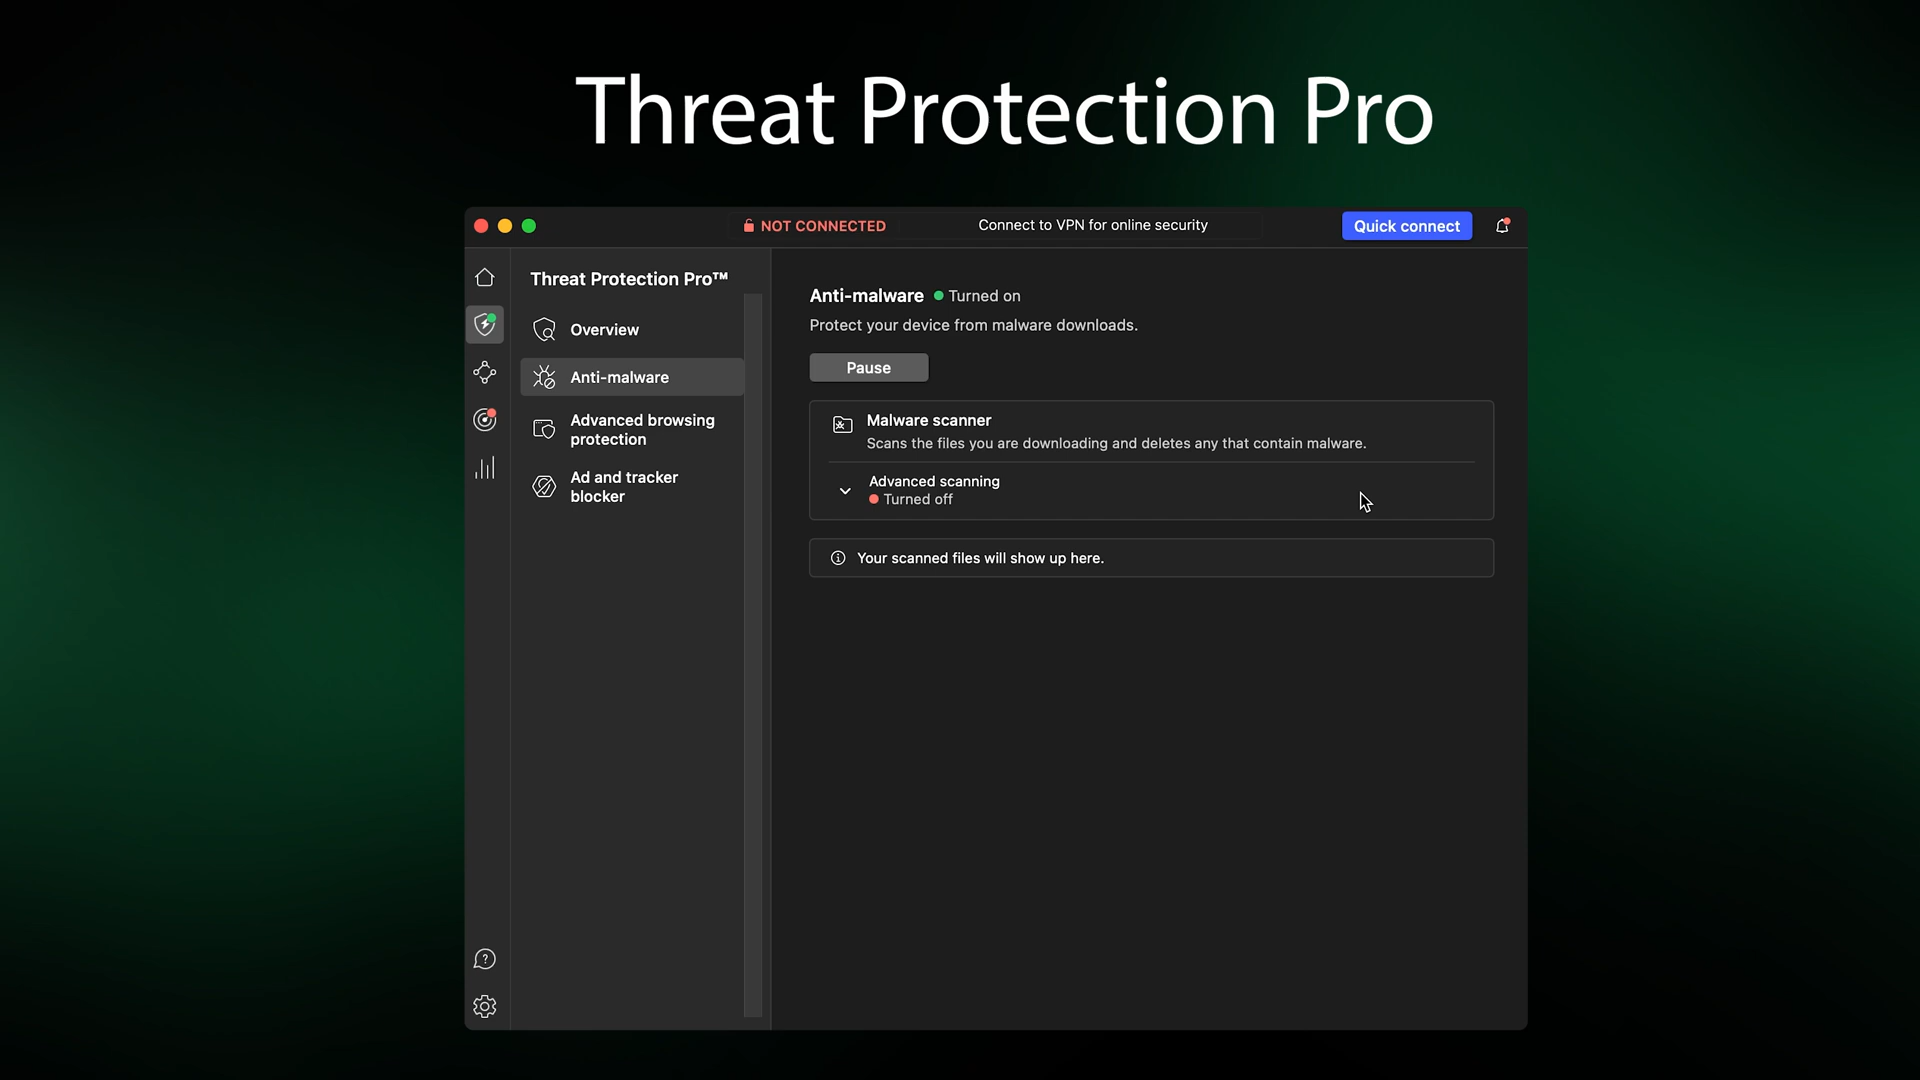 Threat Protection Pro
NOT CONNECTED
Connect to VPN for online security
Quick connect
Threat Protection Pro™
Overview
Anti-malware
Advanced browsing
protection
Ad and tracker
blocker
Anti-malware
Turned on
Protect your device from malware downloads.
Pause
Malware scanner
Scans the files you are downloading and deletes any that contain malware.
Advanced scanning
Turned off
Your scanned files will show up here.